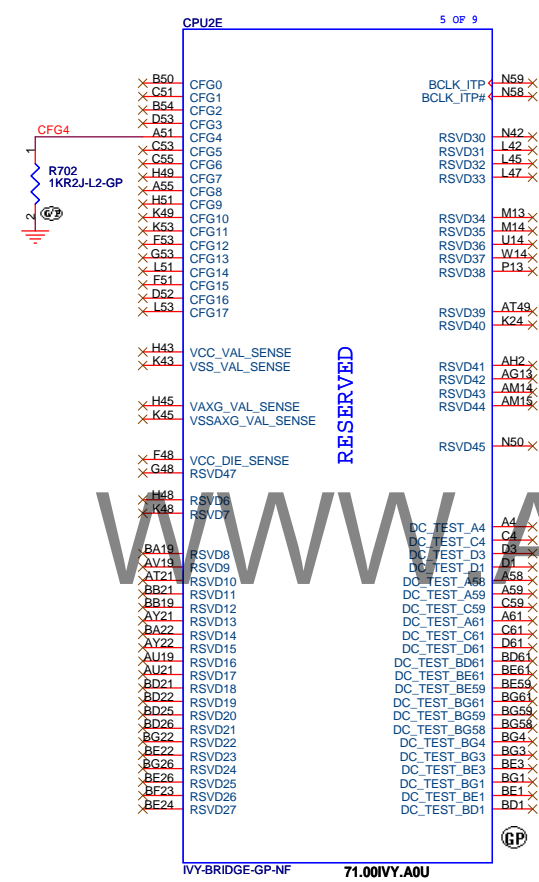 CPU2E 5 OF 9
B50 CFG0
C51 CFG1
B54 CFG2
D53 CFG3
CFG4 A51 CFG4
C53 CFG5
C55 CFG6
H49 CFG7
A55 CFG8
H51 CFG9
K49 CFG10
K53 CFG11
F53 CFG12
G53 CFG13
L51 CFG14
F51 CFG15
D52 CFG16
L53 CFG17
1
R702
1KR2J-L2-GP
2
GP
H43 VCC_VAL_SENSE
K43 VSS_VAL_SENSE
H45 VAXG_VAL_SENSE
K45 VSSAXG_VAL_SENSE
F48 VCC_DIE_SENSE
G48 RSVD47
H48 RSVD6
K48 RSVD7
BA19 RSVD8
AV19 RSVD9
AT21 RSVD10
BB21 RSVD11
BB19 RSVD12
AY21 RSVD13
BA22 RSVD14
AY22 RSVD15
AU19 RSVD16
AU21 RSVD17
BD21 RSVD18
BD22 RSVD19
BD25 RSVD20
BD26 RSVD21
BG22 RSVD22
BE22 RSVD23
BG26 RSVD24
BE26 RSVD25
BF23 RSVD26
BE24 RSVD27
RESERVED
BCLK_ITP N59
BCLK_ITP# N58
RSVD30 N42
RSVD31 L42
RSVD32 L45
RSVD33 L47
RSVD34 M13
RSVD35 M14
RSVD36 U14
RSVD37 W14
RSVD38 P13
RSVD39 AT49
RSVD40 K24
RSVD41 AH2
RSVD42 AG13
RSVD43 AM14
RSVD44 AM15
RSVD45 N50
DC_TEST_A4 A4
DC_TEST_C4 C4
DC_TEST_D3 D3
DC_TEST_D1 D1
DC_TEST_A58 A58
DC_TEST_A59 A59
DC_TEST_C59 C59
DC_TEST_A61 A61
DC_TEST_C61 C61
DC_TEST_D61 D61
DC_TEST_BD61 BD61
DC_TEST_BE61 BE61
DC_TEST_BE59 BE59
DC_TEST_BG61 BG61
DC_TEST_BG59 BG59
DC_TEST_BG58 BG58
DC_TEST_BG4 BG4
DC_TEST_BG3 BG3
DC_TEST_BE3 BE3
DC_TEST_BG1 BG1
DC_TEST_BE1 BE1
DC_TEST_BD1 BD1
WWW.A
GP
IVY-BRIDGE-GP-NF 71.00IVY.A0U